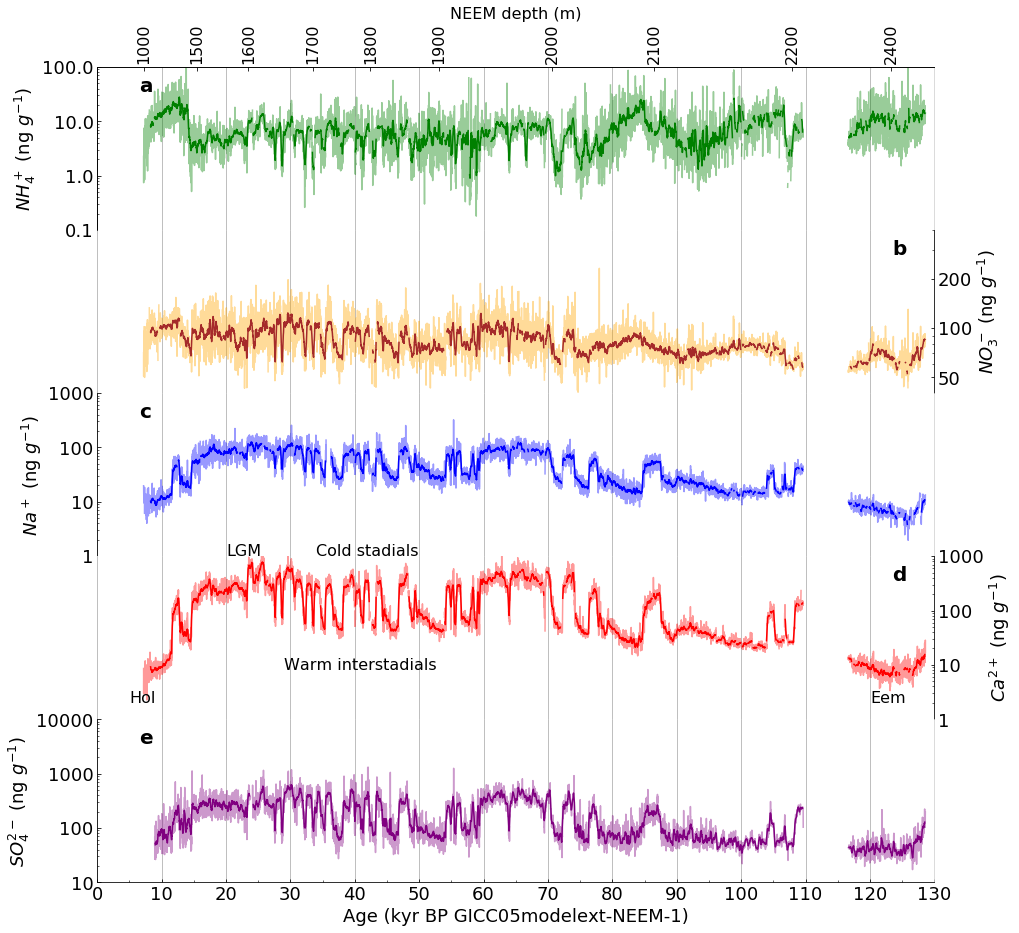 NEEM depth (m)
1000 1500 1600 1700 1800 1900 2000 2100 2200 2400
a
100.0
10.0
1.0
0.1
NH₄⁺ (ng g⁻¹)
b
200
100
50
NO₃⁻ (ng g⁻¹)
c
1000
100
10
1
Na⁺ (ng g⁻¹)
LGM Cold stadials
d
1000
100
10
1
Ca²⁺ (ng g⁻¹)
Warm interstadials
Hol Eem
e
10000
1000
100
10
SO₄²⁻ (ng g⁻¹)
0 10 20 30 40 50 60 70 80 90 100 110 120 130
Age (kyr BP GICC05modelext-NEEM-1)